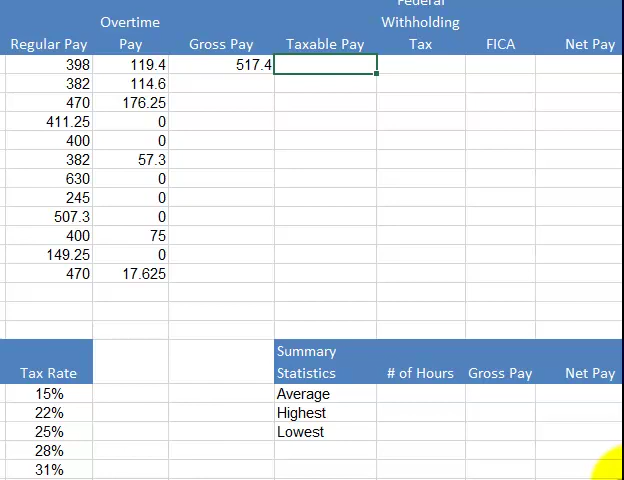 Federal
Overtime Withholding
Regular Pay Pay Gross Pay Taxable Pay Tax FICA Net Pay
398 119.4 517.4
382 114.6
470 176.25
411.25 0
400 0
382 57.3
630 0
245 0
507.3 0
400 75
149.25 0
470 17.625
Summary
Tax Rate Statistics # of Hours Gross Pay Net Pay
15% Average
22% Highest
25% Lowest
28%
31%